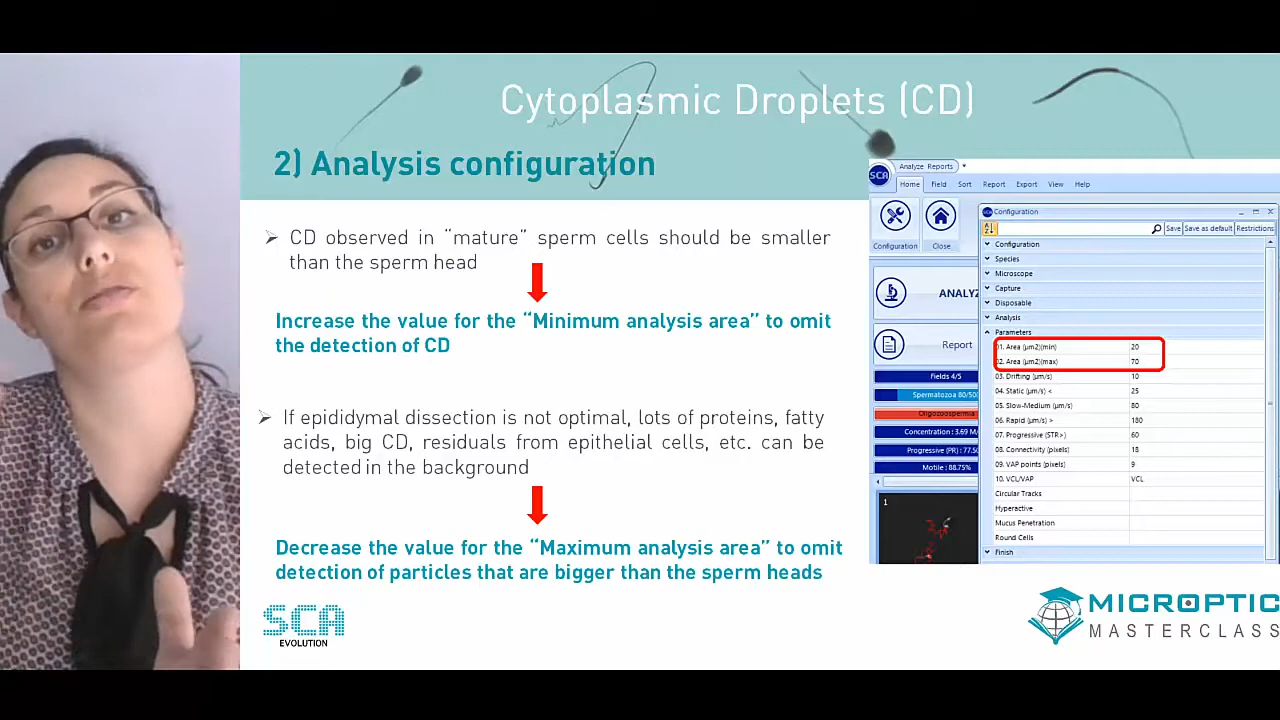 Cytoplasmic Droplets (CD)
2) Analysis configuration
➢ CD observed in “mature” sperm cells should be smaller
than the sperm head
Increase the value for the “Minimum analysis area” to omit
the detection of CD
➢ If epididymal dissection is not optimal, lots of proteins, fatty
acids, big CD, residuals from epithelial cells, etc. can be
detected in the background
Decrease the value for the “Maximum analysis area” to omit
detection of particles that are bigger than the sperm heads
SCA
EVOLUTION
SCA
Analyze Reports
Home Field Sort Report Export View Help
Configuration Close
ANALYZ
Report
Fields 4/5
Spermatozoa 80/50
Oligozoospermia
Concentration: 3.69 M/
Progressive (PR): 77.50
Motile: 88.75%
1
Configuration
Save Save as default Restrictions
Configuration
Species
Microscope
Capture
Disposable
Analysis
Parameters
01. Area (µm2)(min) 20
02. Area (µm2)(max) 70
03. Drifting (µm/s) 10
04. Static (µm/s) < 25
05. Slow-Medium (µm/s) 80
06. Rapid (µm/s) > 180
07. Progressive (STR>) 60
08. Connectivity (pixels) 18
09. VAP points (pixels) 9
10. VCL/VAP VCL
Circular Tracks
Hyperactive
Mucus Penetration
Round Cells
Finish
MICROPTIC
MASTERCLASS